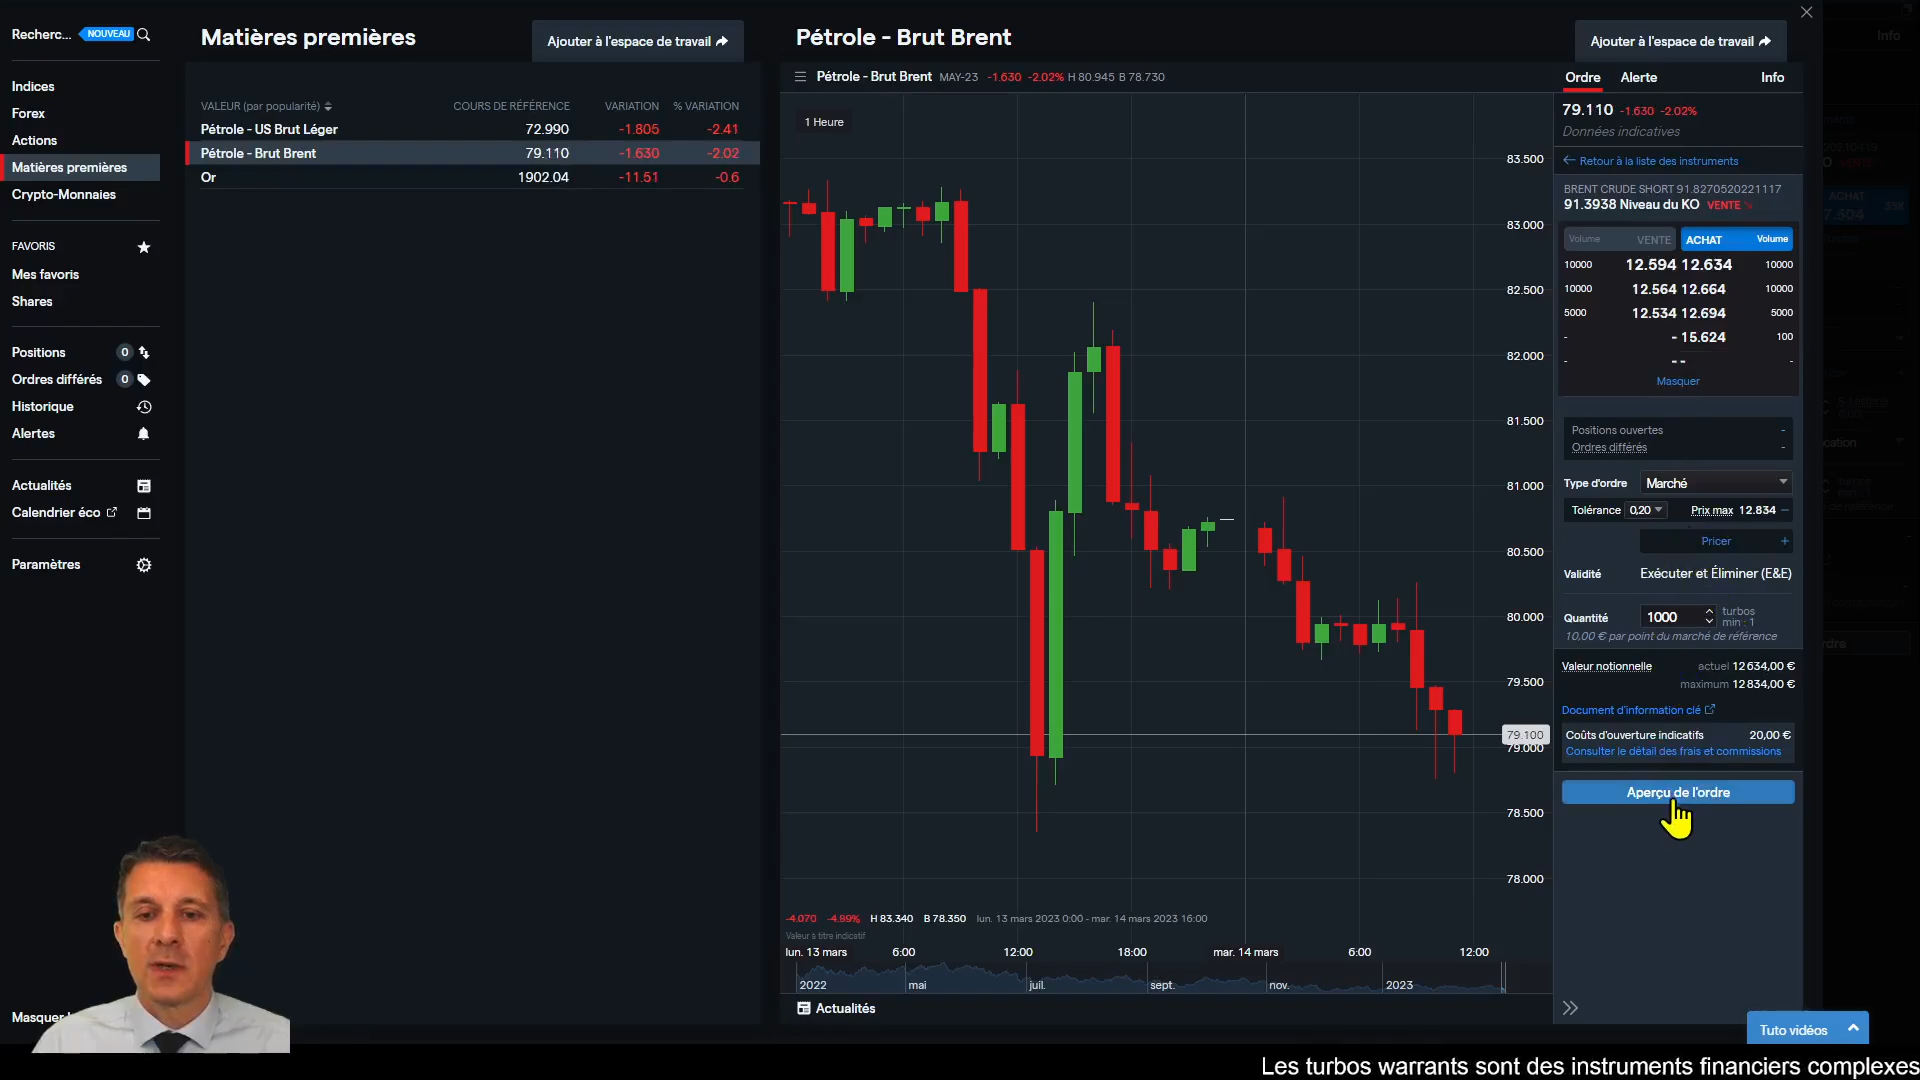 Recherc... NOUVEAU
Indices
Forex
Actions
Matières premières
Crypto-Monnaies
FAVORIS
Mes favoris
Shares
Positions 0
Ordres différés 0
Historique
Alertes
Actualités
Calendrier éco
Paramètres
Masquer
Matières premières
Ajouter à l'espace de travail
VALEUR (par popularité) COURS DE RÉFÉRENCE VARIATION % VARIATION
Pétrole - US Brut Léger 72.990 -1.805 -2.41
Pétrole - Brut Brent 79.110 -1.630 -2.02
Or 1902.04 -11.51 -0.6
Pétrole - Brut Brent
Ajouter à l'espace de travail
Pétrole - Brut Brent MAY-23 -1.630 -2.02% H 80.945 B 78.730
1 Heure
83.500
83.000
82.500
82.000
81.500
81.000
80.500
80.000
79.500
79.100
79.000
78.500
78.000
-4.070 -4.89% H 83.340 B 78.350 lun. 13 mars 2023 0:00 - mar. 14 mars 2023 16:00
Valeur à titre indicatif
lun. 13 mars 6:00 12:00 18:00 mar. 14 mars 6:00 12:00
2022 mai juil. sept. nov. 2023
Actualités
Ordre Alerte Info
79.110 -1.630 -2.02%
Données indicatives
Retour à la liste des instruments
BRENT CRUDE SHORT 91.8270520221117
91.3938 Niveau du KO VENTE
Volume VENTE ACHAT Volume
10000 12.594 12.634 10000
10000 12.564 12.664 10000
5000 12.534 12.694 5000
- - 15.624 100
- - - -
Masquer
Positions ouvertes -
Ordres différés -
Type d'ordre Marché
Tolérance 0,20 Prix max 12.834 -
Pricer +
Validité Exécuter et Éliminer (E&E)
Quantité 1000 turbos
min : 1
10,00 € par point du marché de référence
Valeur notionnelle actuel 12 634,00 €
maximum 12 834,00 €
Document d'information clé
Coûts d'ouverture indicatifs 20,00 €
Consulter le détail des frais et commissions
Aperçu de l'ordre
Info
ACHAT
Tuto vidéos
Les turbos warrants sont des instruments financiers complexes